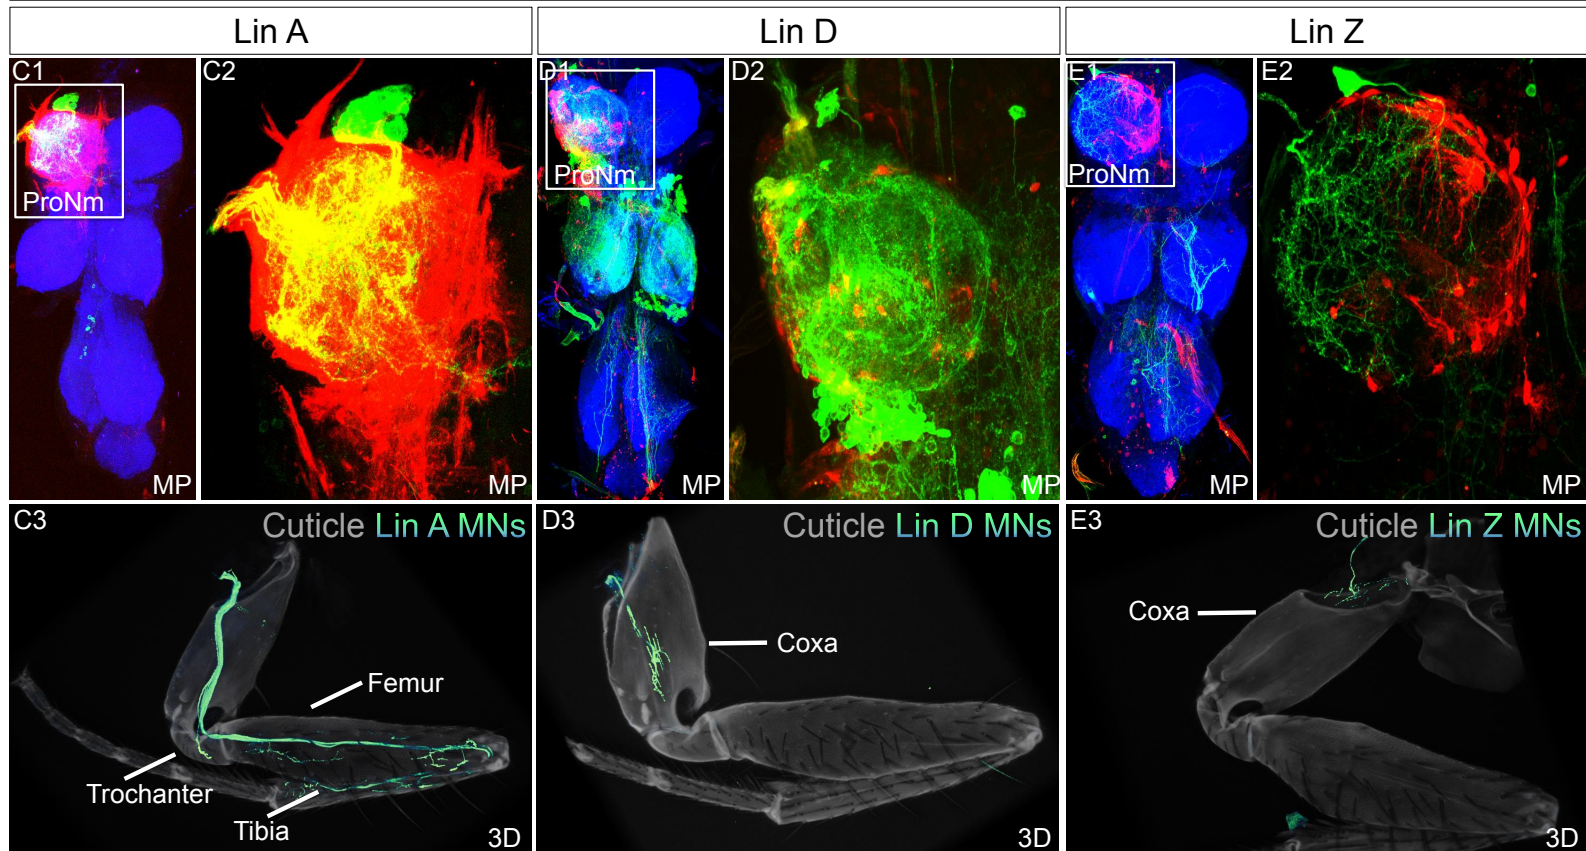 Lin A
Lin D
Lin Z
C1
ProNm
MP
C2
MP
D1
ProNm
MP
D2
MP
E1
ProNm
MP
E2
MP
C3
Cuticle Lin A MNs
Femur
Trochanter
Tibia
3D
D3
Cuticle Lin D MNs
Coxa
3D
E3
Cuticle Lin Z MNs
Coxa
3D